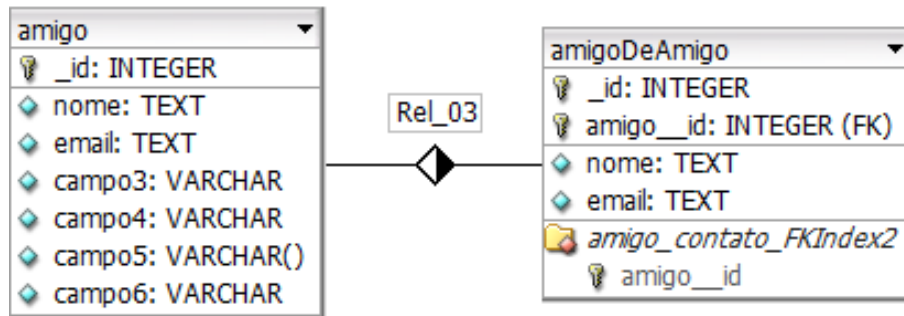 amigo
_id: INTEGER
nome: TEXT
email: TEXT
campo3: VARCHAR
campo4: VARCHAR
campo5: VARCHAR()
campo6: VARCHAR
Rel_03
amigoDeAmigo
_id: INTEGER
amigo__id: INTEGER (FK)
nome: TEXT
email: TEXT
amigo_contato_FKIndex2
amigo__id